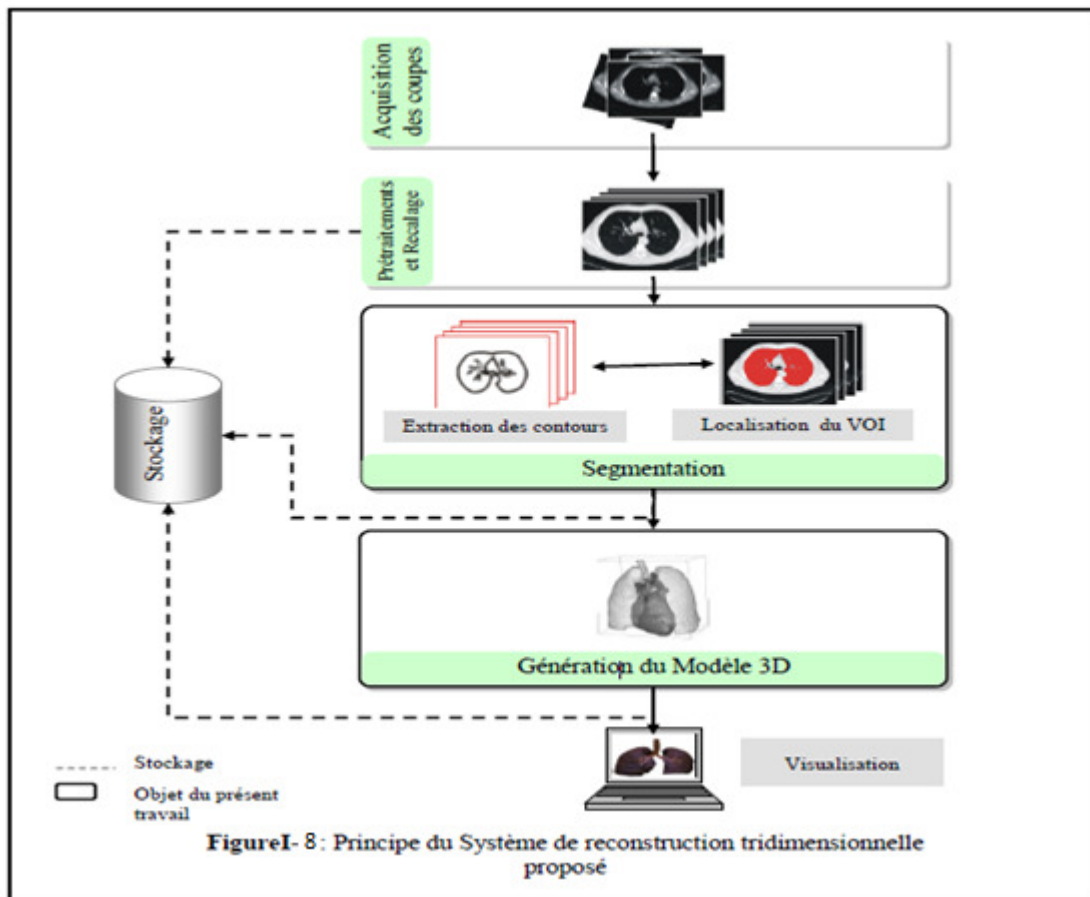 Acquisition
des coupes
Prétraitements
et Recalage
Stockage
Extraction des contours
Localisation du VOI
Segmentation
Génération du Modèle 3D
Visualisation
Stockage
Objet du présent
travail
FigureI- 8: Principe du Système de reconstruction tridimensionnelle
proposé